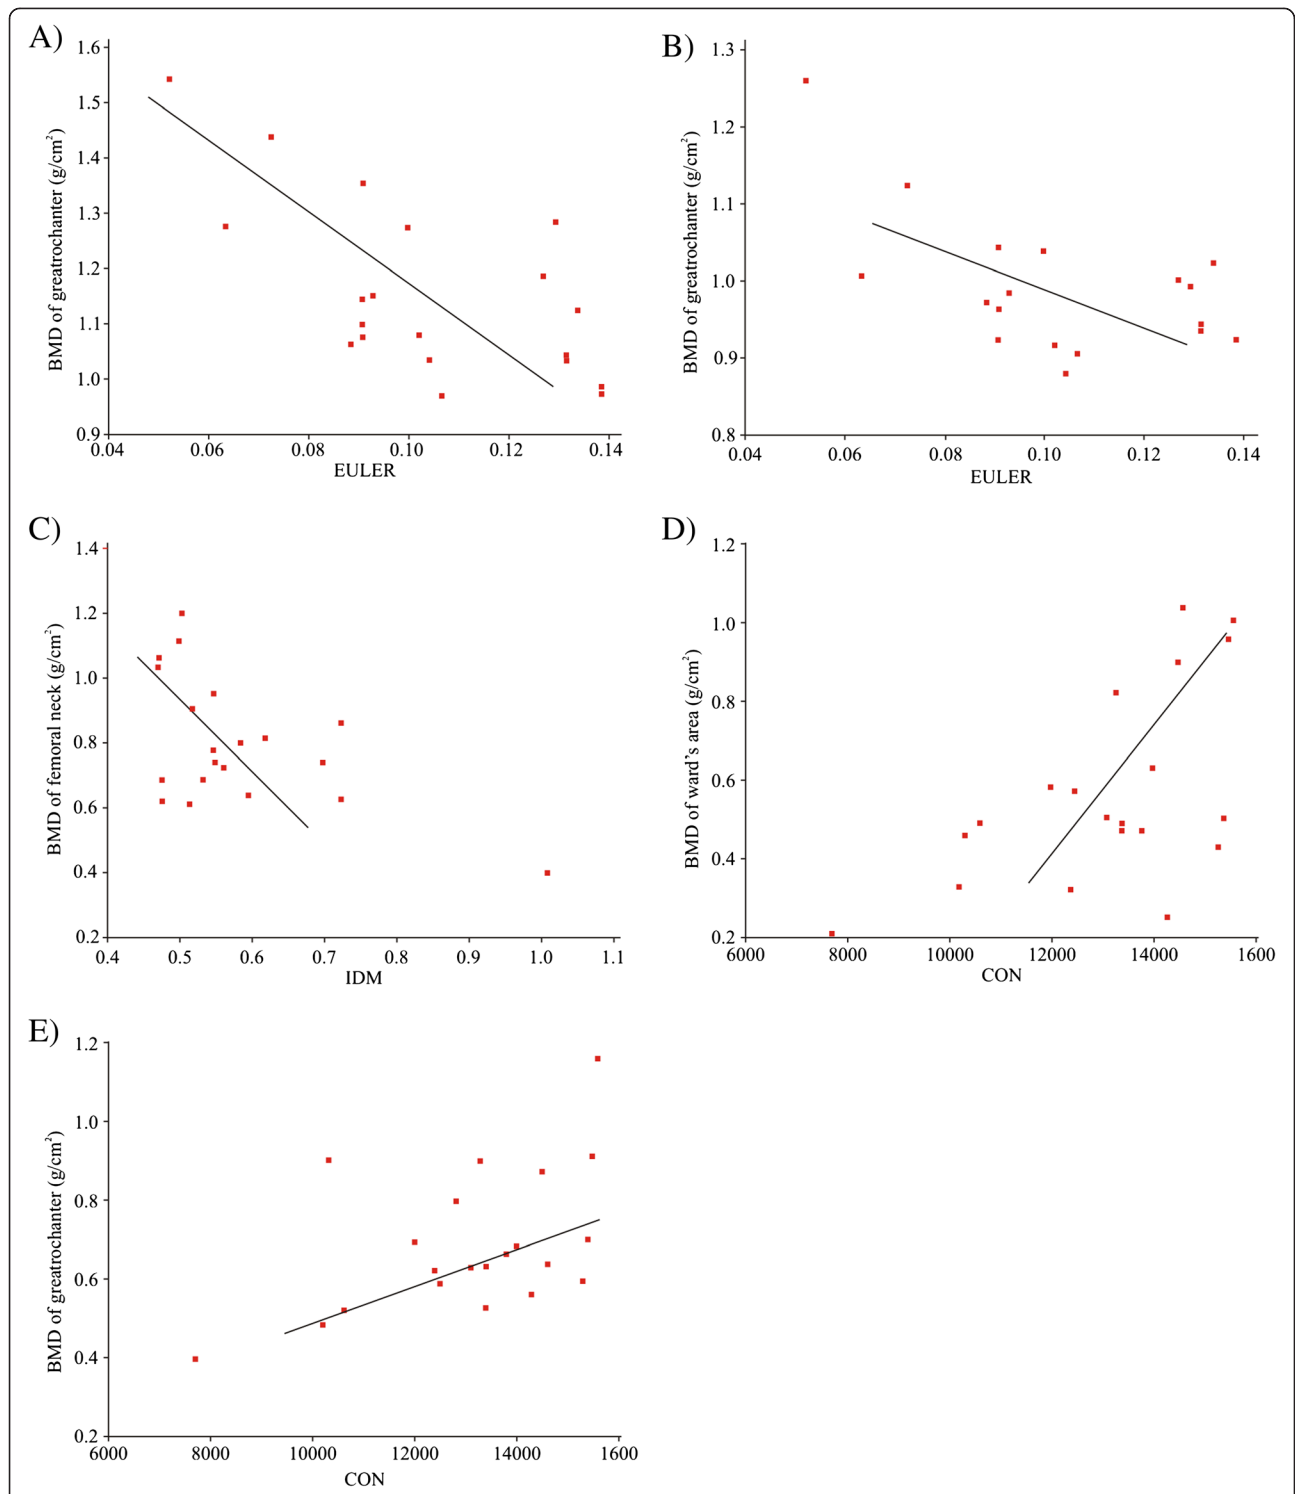 A)
1.6
1.5
1.4
1.3
1.2
1.1
1.0
0.9
BMD of greatrochanter (g/cm²)
0.04 0.06 0.08 0.10 0.12 0.14
EULER
B)
1.3
1.2
1.1
1.0
0.9
0.8
BMD of greatrochanter (g/cm²)
0.04 0.06 0.08 0.10 0.12 0.14
EULER
C)
1.4
1.2
1.0
0.8
0.6
0.4
0.2
BMD of femoral neck (g/cm²)
0.4 0.5 0.6 0.7 0.8 0.9 1.0 1.1
IDM
D)
1.2
1.0
0.8
0.6
0.4
0.2
BMD of ward's area (g/cm²)
6000 8000 10000 12000 14000 1600
CON
E)
1.2
1.0
0.8
0.6
0.4
0.2
BMD of greatrochanter (g/cm²)
6000 8000 10000 12000 14000 1600
CON